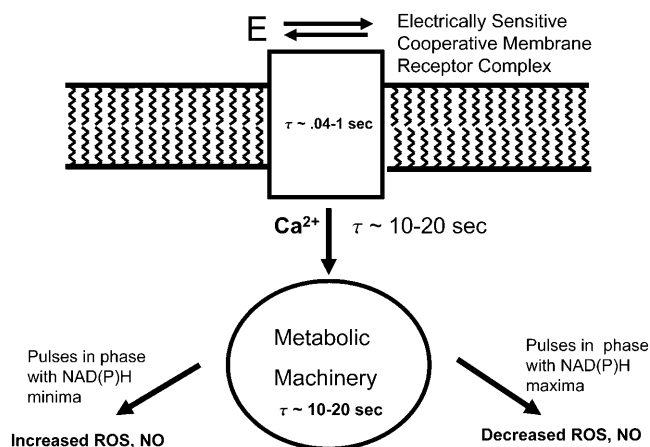 E
Electrically Sensitive
Cooperative Membrane
Receptor Complex
τ ~ .04-1 sec
Ca²⁺
τ ~ 10-20 sec
Metabolic
Machinery
τ ~ 10-20 sec
Pulses in phase
with NAD(P)H
minima
Increased ROS, NO
Pulses in phase
with NAD(P)H
maxima
Decreased ROS, NO